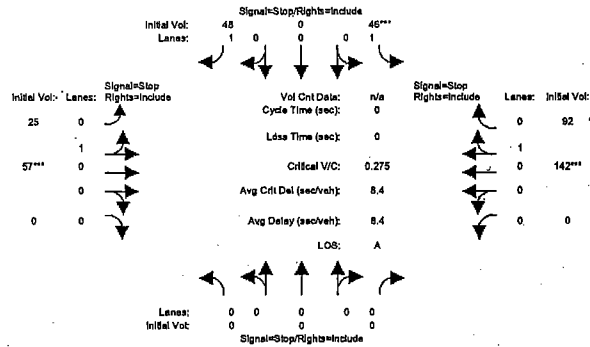 Signal=Stop/Rights=Include
Initial Vol: 48 0 46***
Lanes: 1 0 0 0 1
Signal=Stop
Initial Vol: Lanes: Rights=Include
Vol Cnt Data: n/a
Signal=Stop
Rights=Include Lanes: Initial Vol:
25 0 Cycle Time (sec): 0 0 92
1 Loss Time (sec): 0 1
57*** 0 Critical V/C: 0.275 0 142***
0 Avg Crit Del (sec/veh): 8.4 0
0 0 Avg Delay (sec/veh): 8.4 0 0
LOS: A
Lanes: 0 0 0 0 0
Initial Vol: 0 0 0
Signal=Stop/Rights=Include